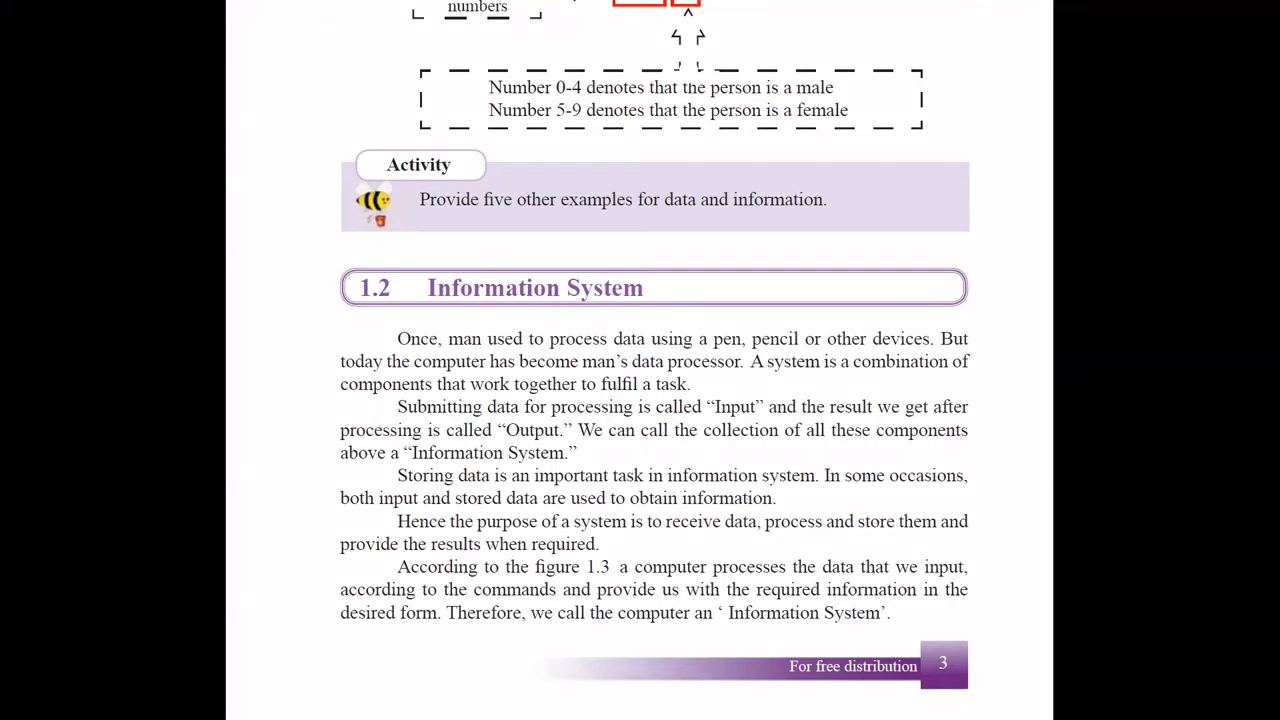 numbers
Number 0-4 denotes that the person is a male
Number 5-9 denotes that the person is a female
Activity
Provide five other examples for data and information.
1.2 Information System
Once, man used to process data using a pen, pencil or other devices. But
today the computer has become man’s data processor. A system is a combination of
components that work together to fulfil a task.
Submitting data for processing is called “Input” and the result we get after
processing is called “Output.” We can call the collection of all these components
above a “Information System.”
Storing data is an important task in information system. In some occasions,
both input and stored data are used to obtain information.
Hence the purpose of a system is to receive data, process and store them and
provide the results when required.
According to the figure 1.3 a computer processes the data that we input,
according to the commands and provide us with the required information in the
desired form. Therefore, we call the computer an ‘ Information System’.
For free distribution 3